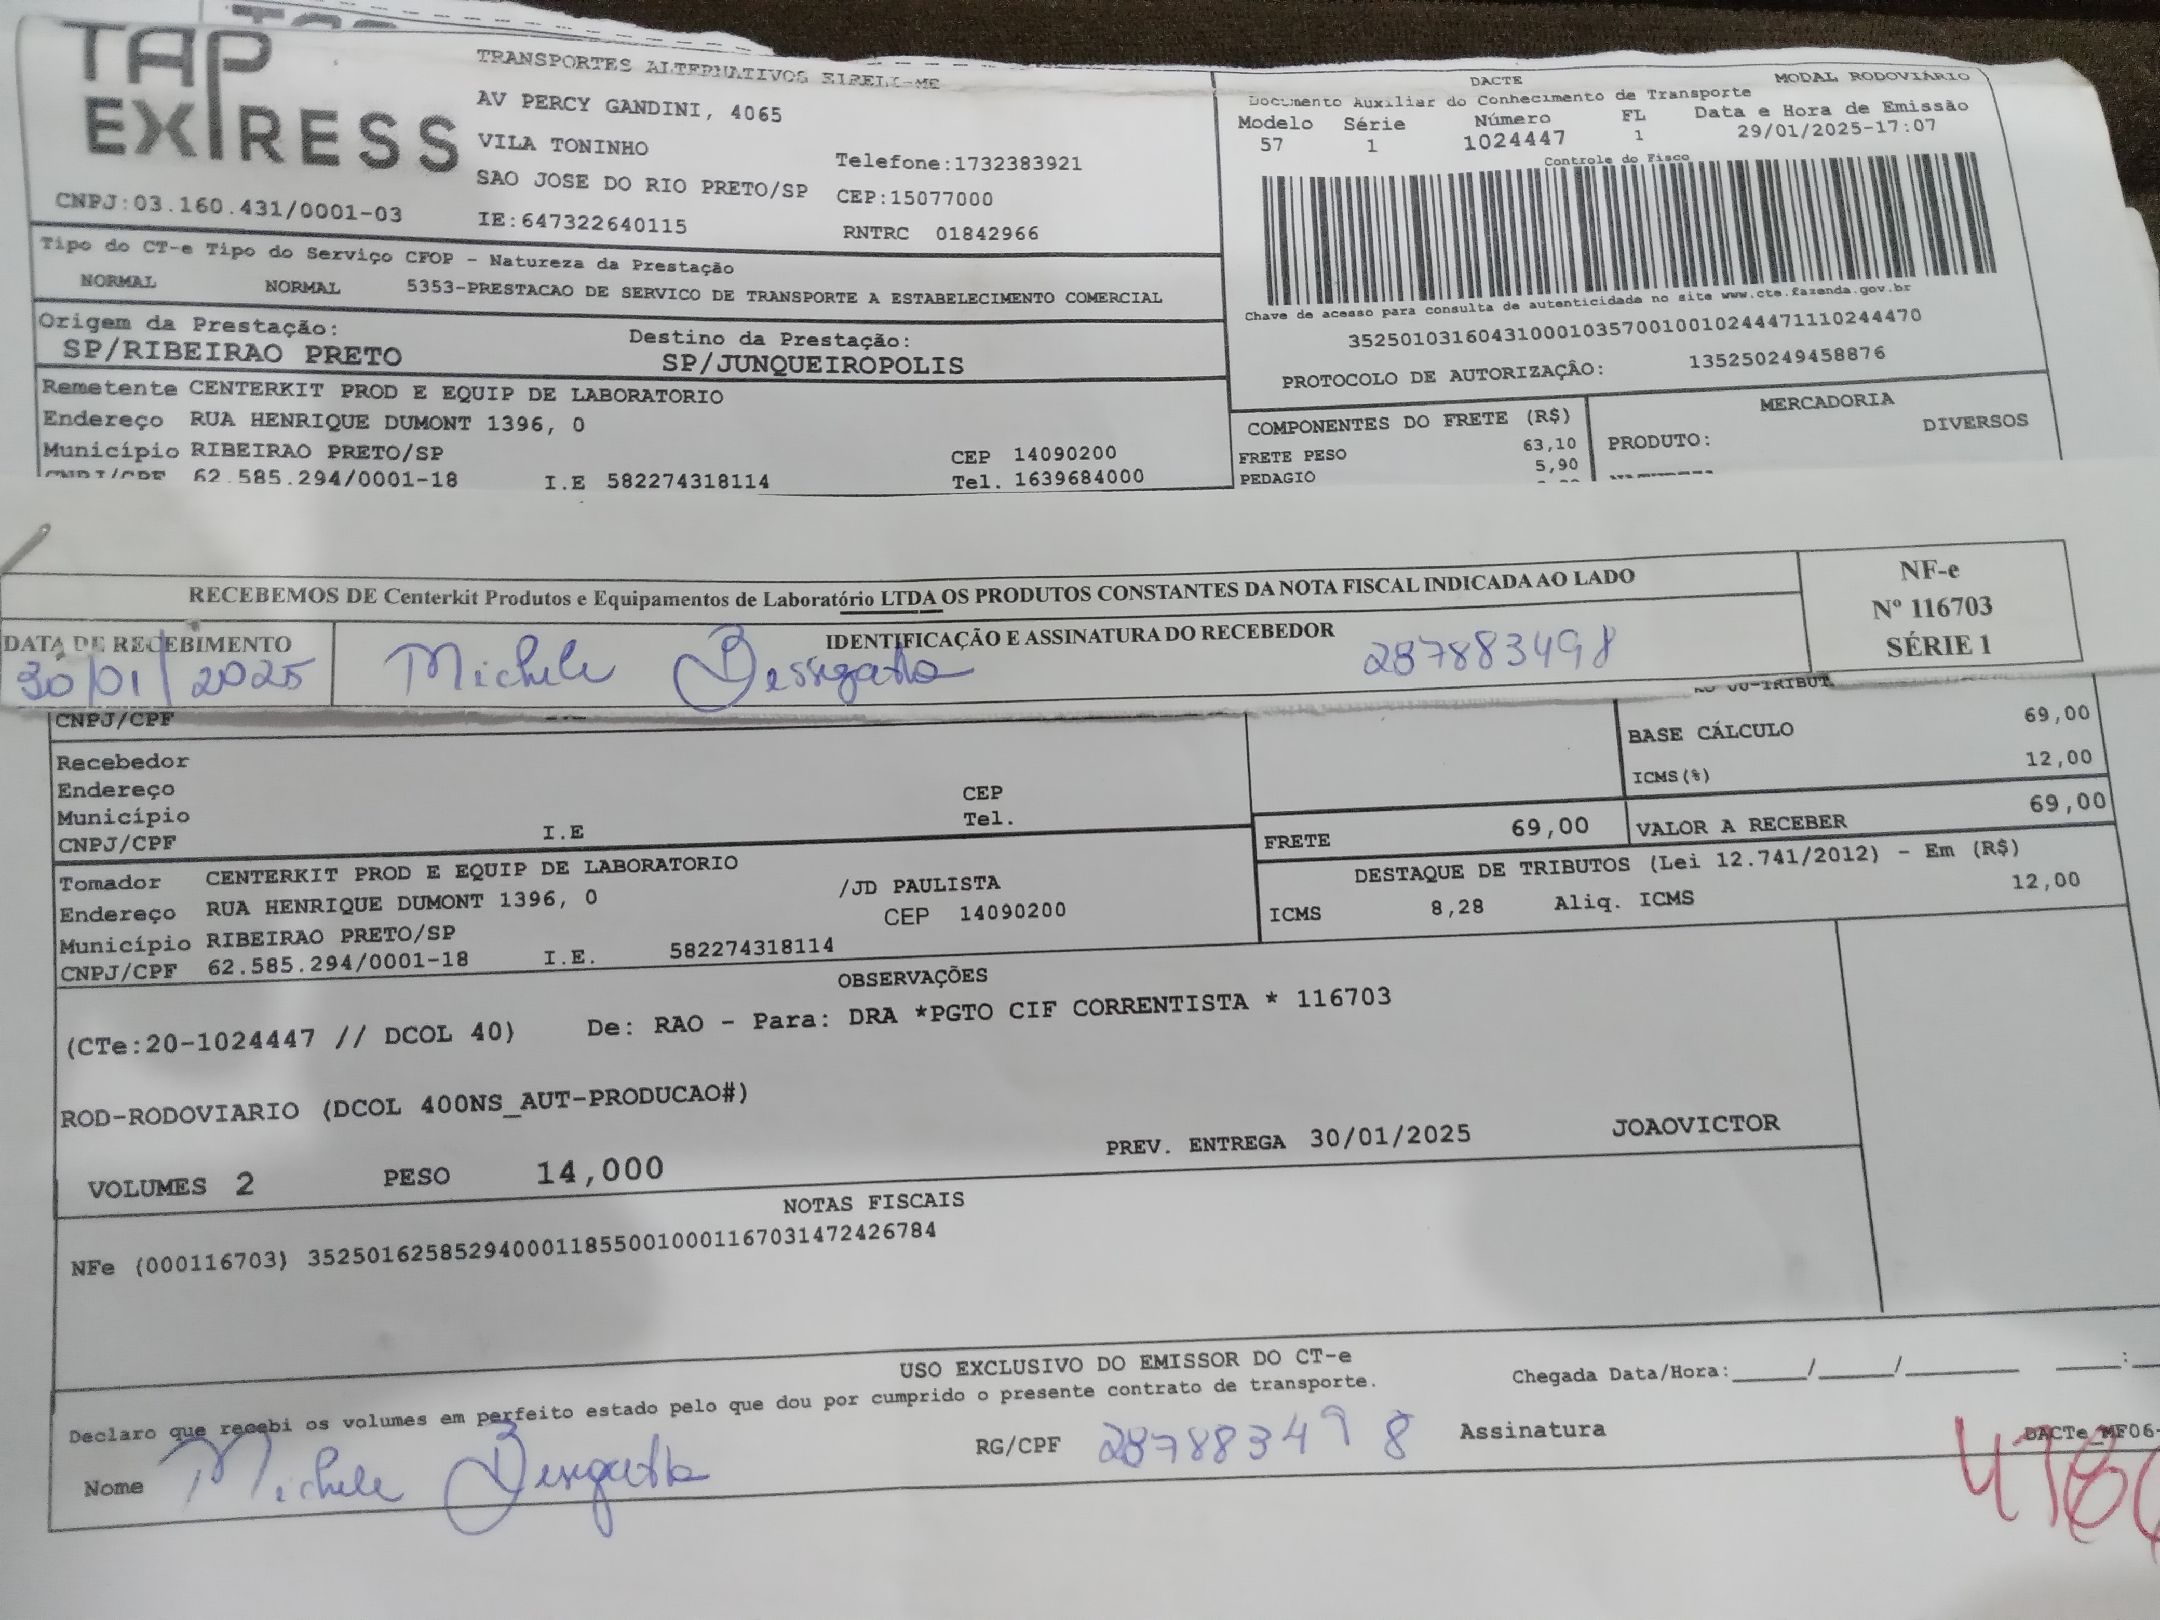 TAP
EXPRESS
CNPJ:03.160.431/0001-03
TRANSPORTES ALTERNATIVOS EIRELI-ME
AV PERCY GANDINI, 4065
VILA TONINHO
Telefone:1732383921
SAO JOSE DO RIO PRETO/SP CEP:15077000
IE:647322640115 RNTRC 01842966
DACTE MODAL RODOVIÁRIO
Documento Auxiliar do Conhecimento de Transporte
Modelo Série Número FL Data e Hora de Emissão
57 1 1024447 1 29/01/2025-17:07
Controle do Fisco
Chave de acesso para consulta de autenticidade no site www.cte.fazenda.gov.br
35250103160431000103570010010244471110244470
PROTOCOLO DE AUTORIZAÇÂO: 135250249458876
Tipo do CT-e Tipo do Serviço CFOP - Natureza da Prestação
NORMAL NORMAL 5353-PRESTACAO DE SERVICO DE TRANSPORTE A ESTABELECIMENTO COMERCIAL
Origem da Prestação: Destino da Prestação:
SP/RIBEIRAO PRETO SP/JUNQUEIROPOLIS
Remetente CENTERKIT PROD E EQUIP DE LABORATORIO
Endereço RUA HENRIQUE DUMONT 1396, 0
Município RIBEIRAO PRETO/SP CEP 14090200
CNPJ/CPF 62.585.294/0001-18 I.E 582274318114 Tel. 1639684000
COMPONENTES DO FRETE (R$) MERCADORIA
FRETE PESO 63,10 PRODUTO: DIVERSOS
PEDAGIO 5,90
RECEBEMOS DE Centerkit Produtos e Equipamentos de Laboratório LTDA OS PRODUTOS CONSTANTES DA NOTA FISCAL INDICADA AO LADO
NF-e
Nº 116703
SÉRIE 1
DATA DE RECEBIMENTO IDENTIFICAÇÃO E ASSINATURA DO RECEBEDOR
30/01/2025 Michele 287883498
CNPJ/CPF
BASE CÁLCULO 69,00
ICMS(%) 12,00
Recebedor
Endereço CEP
Município Tel.
CNPJ/CPF I.E
FRETE 69,00 VALOR A RECEBER 69,00
DESTAQUE DE TRIBUTOS (Lei 12.741/2012) - Em (R$)
ICMS 8,28 Aliq. ICMS 12,00
Tomador CENTERKIT PROD E EQUIP DE LABORATORIO
Endereço RUA HENRIQUE DUMONT 1396, 0 /JD PAULISTA
Município RIBEIRAO PRETO/SP CEP 14090200
CNPJ/CPF 62.585.294/0001-18 I.E. 582274318114
OBSERVAÇÕES
(CTe:20-1024447 // DCOL 40) De: RAO - Para: DRA *PGTO CIF CORRENTISTA * 116703
ROD-RODOVIARIO (DCOL 400NS_AUT-PRODUCAO#)
VOLUMES 2 PESO 14,000 PREV. ENTREGA 30/01/2025 JOAOVICTOR
NOTAS FISCAIS
NFe (000116703) 35250162585294000118550010001167031472426784
USO EXCLUSIVO DO EMISSOR DO CT-e
Declaro que recebi os volumes em perfeito estado pelo que dou por cumprido o presente contrato de transporte.
Chegada Data/Hora:_____/_____/_______ ____:__
Nome Michele RG/CPF 287883498 Assinatura
DACTe_MF06-